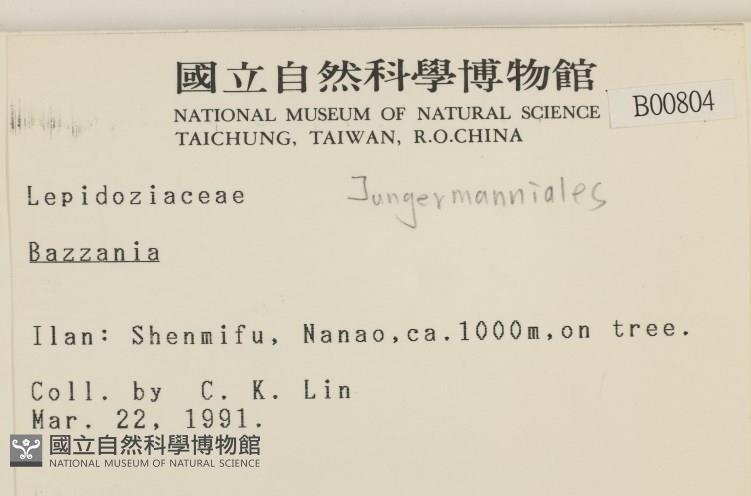 國立自然科學博物館
NATIONAL MUSEUM OF NATURAL SCIENCE
TAICHUNG, TAIWAN, R.O.CHINA
B00804
Lepidoziaceae
Jungermanniales
Bazzania
Ilan: Shenmifu, Nanao,ca.1000m,on tree.
Coll. by C. K. Lin
Mar. 22, 1991.
國立自然科學博物館
NATIONAL MUSEUM OF NATURAL SCIENCE